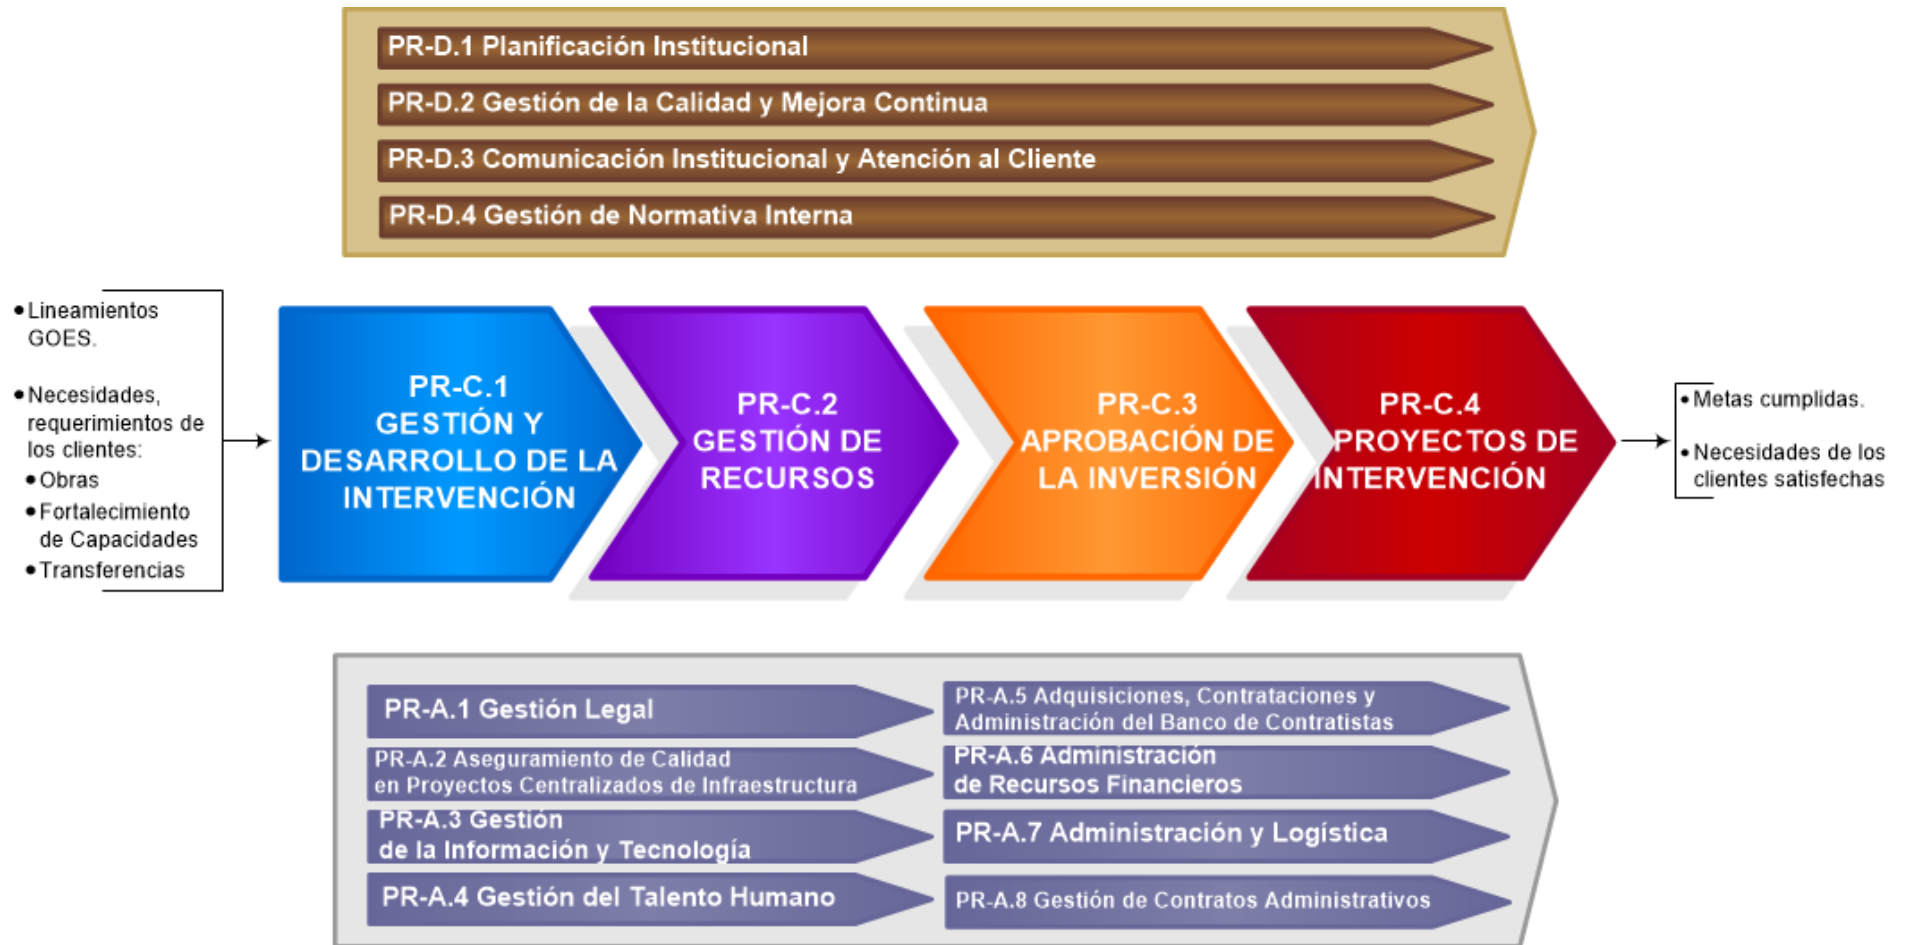 PR-D.1 Planificación Institucional
PR-D.2 Gestión de la Calidad y Mejora Continua
PR-D.3 Comunicación Institucional y Atención al Cliente
PR-D.4 Gestión de Normativa Interna
• Lineamientos
GOES.
• Necesidades,
requerimientos de
los clientes:
• Obras
• Fortalecimiento
de Capacidades
• Transferencias
PR-C.1
GESTIÓN Y
DESARROLLO DE LA
INTERVENCIÓN
PR-C.2
GESTIÓN DE
RECURSOS
PR-C.3
APROBACIÓN DE
LA INVERSIÓN
PR-C.4
PROYECTOS DE
INTERVENCIÓN
• Metas cumplidas.
• Necesidades de los
clientes satisfechas
PR-A.1 Gestión Legal
PR-A.2 Aseguramiento de Calidad
en Proyectos Centralizados de Infraestructura
PR-A.3 Gestión
de la Información y Tecnología
PR-A.4 Gestión del Talento Humano
PR-A.5 Adquisiciones, Contrataciones y
Administración del Banco de Contratistas
PR-A.6 Administración
de Recursos Financieros
PR-A.7 Administración y Logística
PR-A.8 Gestión de Contratos Administrativos